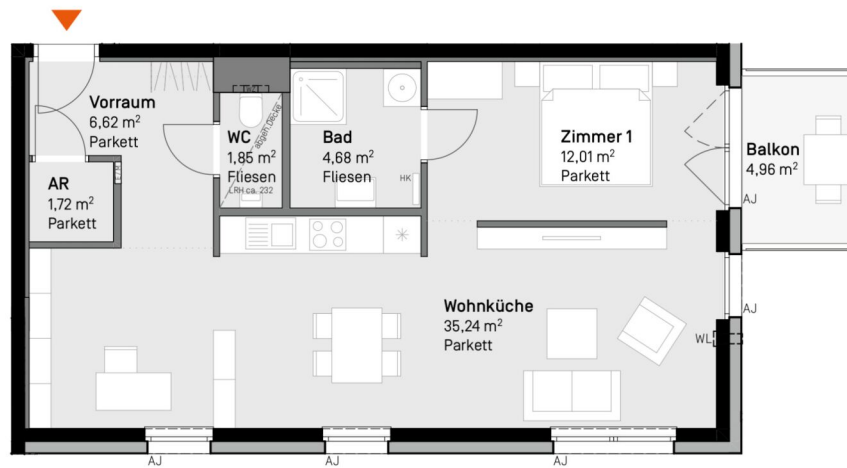 Vorraum
6,62 m²
Parkett
AR
1,72 m²
Parkett
WC
1,85 m²
Fliesen
LRH ca. 232
abgeh.Decke
Bad
4,68 m²
Fliesen
HK
Zimmer 1
12,01 m²
Parkett
Balkon
4,96 m²
AJ
Wohnküche
35,24 m²
Parkett
AJ
WL
AJ
AJ
AJ